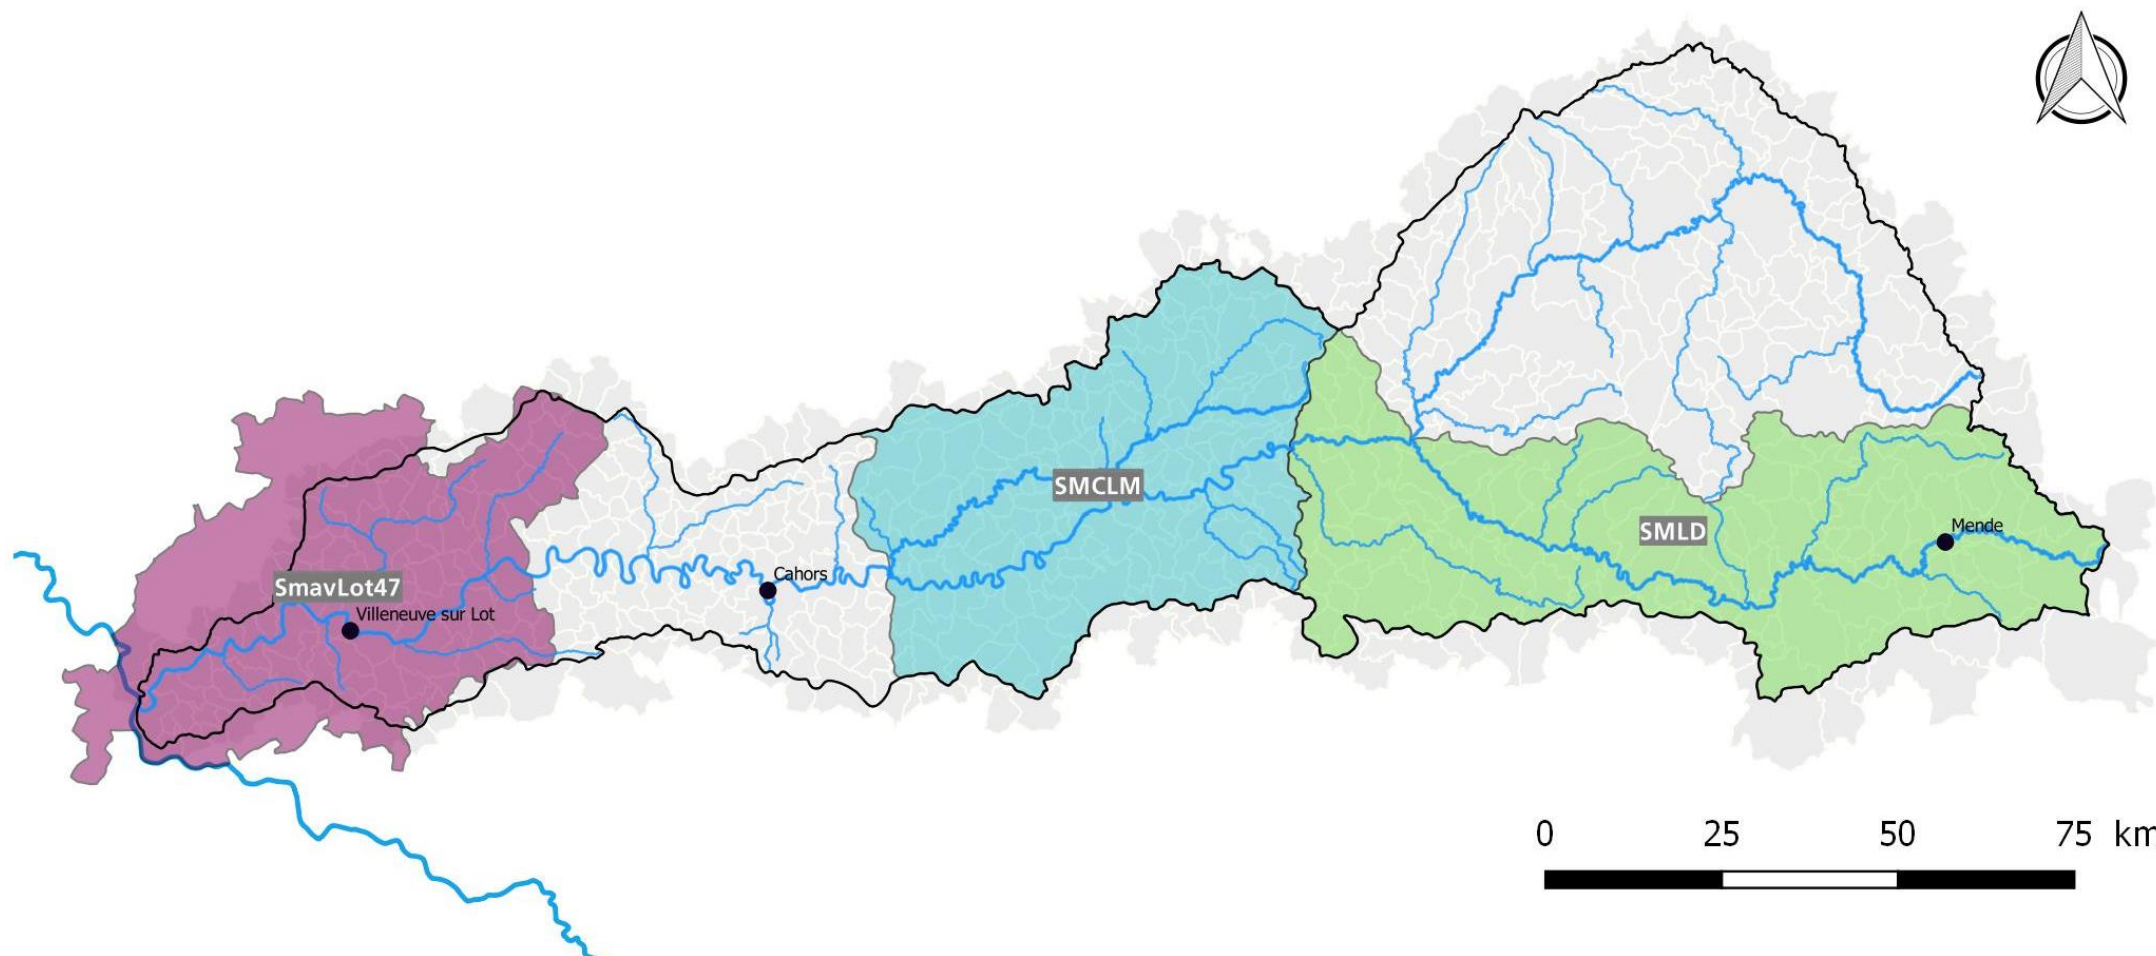 SMCLM
SMLD
Mende
Cahors
SmavLot47
Villeneuve sur Lot
0 25 50 75 km